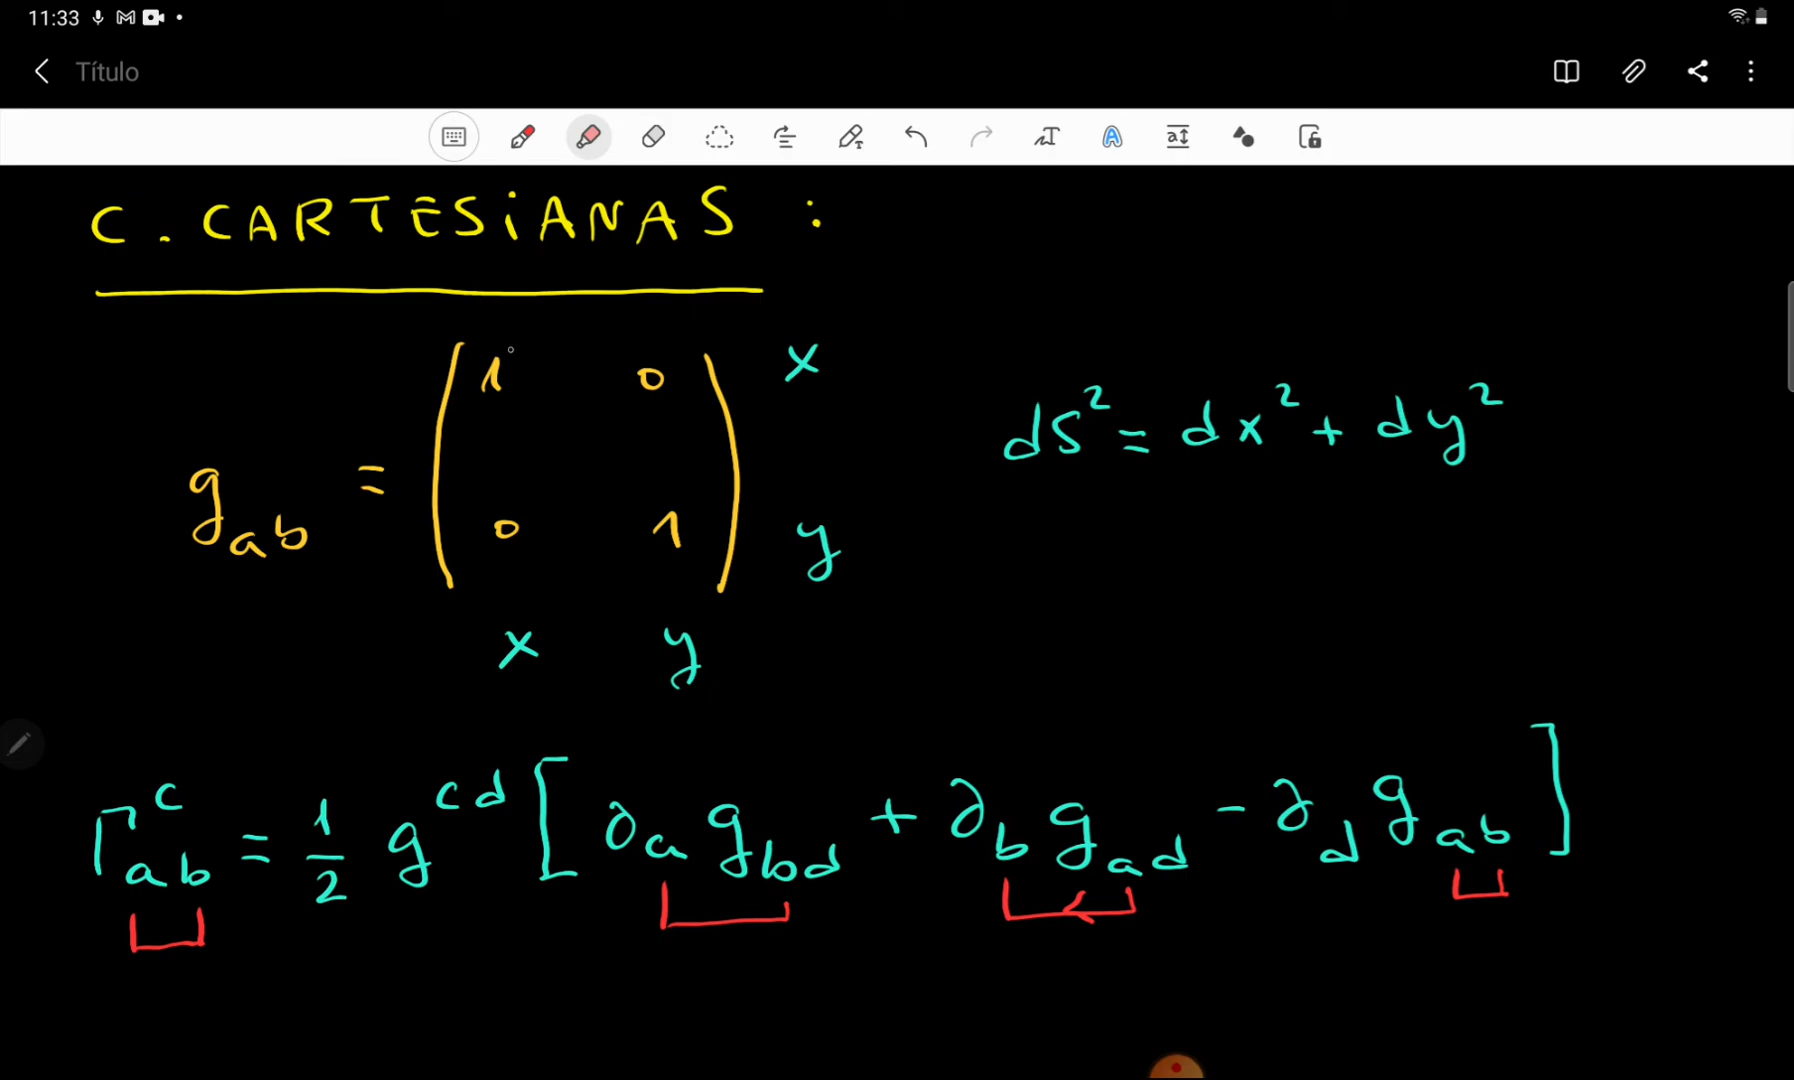 11:33
Título
C. CARTESiANAS :
g_ab = ( 1 0 ; 0 1 ) x y
x y
ds² = dx² + dy²
Γ^c_ab = 1/2 g^cd [ ∂_a g_bd + ∂_b g_ad - ∂_d g_ab ]